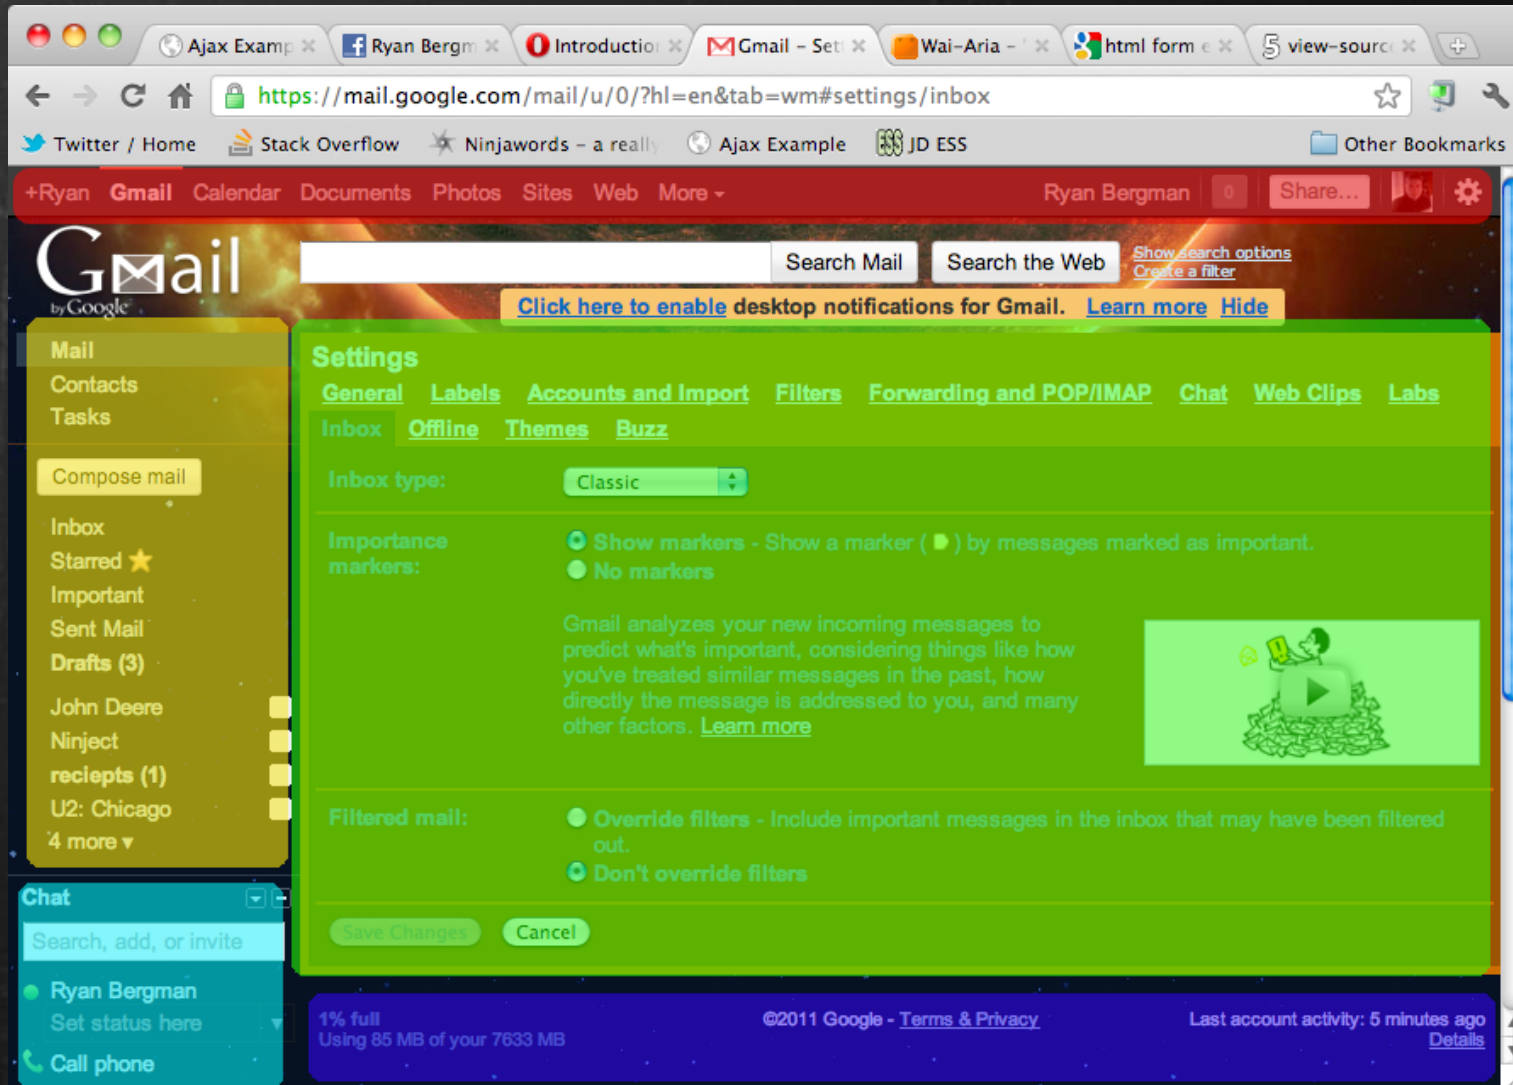 Ajax Examp
Ryan Bergm
Introduction
Gmail – Sett
Wai-Aria – '
html form e
view-sourc
https://mail.google.com/mail/u/0/?hl=en&tab=wm#settings/inbox
Twitter / Home Stack Overflow Ninjawords – a really Ajax Example JD ESS Other Bookmarks
+Ryan Gmail Calendar Documents Photos Sites Web More Ryan Bergman 0 Share...
Gmail
by Google
Search Mail Search the Web Show search options
Create a filter
Click here to enable desktop notifications for Gmail. Learn more Hide
Mail
Contacts
Tasks
Compose mail
Inbox
Starred
Important
Sent Mail
Drafts (3)
John Deere
Ninject
reciepts (1)
U2: Chicago
4 more ▾
Chat
Search, add, or invite
Ryan Bergman
Set status here
Call phone
Settings
General Labels Accounts and Import Filters Forwarding and POP/IMAP Chat Web Clips Labs
Inbox Offline Themes Buzz
Inbox type: Classic
Importance markers:
Show markers - Show a marker ( ) by messages marked as important.
No markers
Gmail analyzes your new incoming messages to
predict what's important, considering things like how
you've treated similar messages in the past, how
directly the message is addressed to you, and many
other factors. Learn more
Filtered mail:
Override filters - Include important messages in the inbox that may have been filtered
out.
Don't override filters
Save Changes Cancel
1% full
Using 85 MB of your 7633 MB
©2011 Google - Terms & Privacy
Last account activity: 5 minutes ago
Details